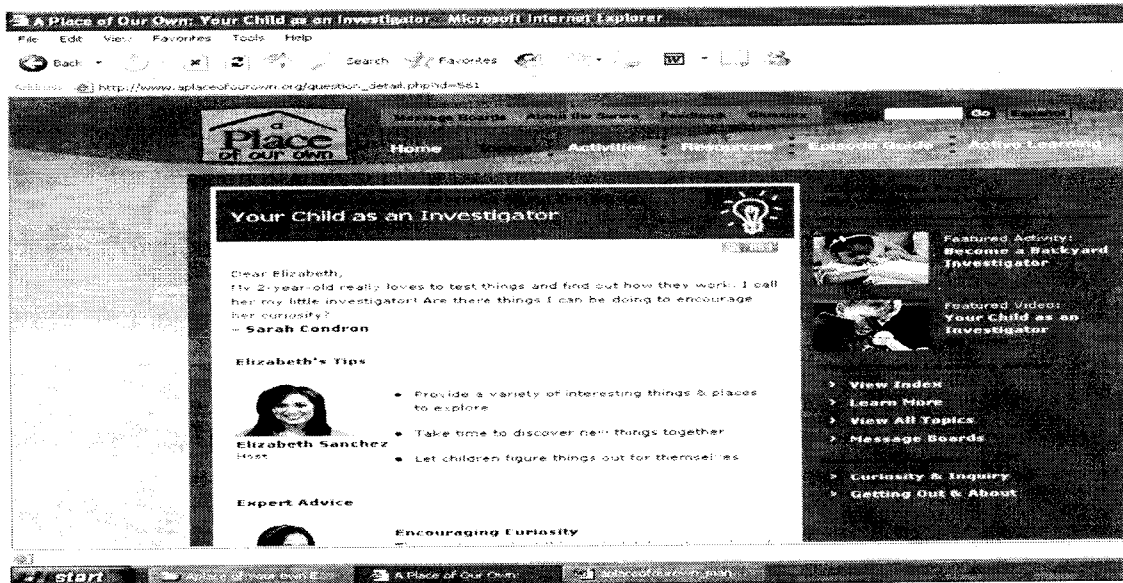 A Place of Our Own: Your Child as an Investigator - Microsoft Internet Explorer
File Edit View Favorites Tools Help
Back Search Favorites
Address http://www.aplaceofourown.org/question_detail.php?id=561
a Place of our own
Message Boards About the Series Feedback Glossary Go Español
Home Topics Activities Resources Episode Guide Active Learning
Your Child as an Investigator
Dear Elizabeth,
My 2-year-old really loves to test things and find out how they work. I call
her my little investigator! Are there things I can be doing to encourage
her curiosity?
- Sarah Condron
Elizabeth's Tips
• Provide a variety of interesting things & places
to explore
• Take time to discover new things together
• Let children figure things out for themselves
Elizabeth Sanchez
Host
Expert Advice
Encouraging Curiosity
Featured Activity:
Become a Backyard
Investigator
Featured Video:
Your Child as an
Investigator
> View Index
> Learn More
> View All Topics
> Message Boards
> Curiosity & Inquiry
> Getting Out & About
start
A Place of Our Own: